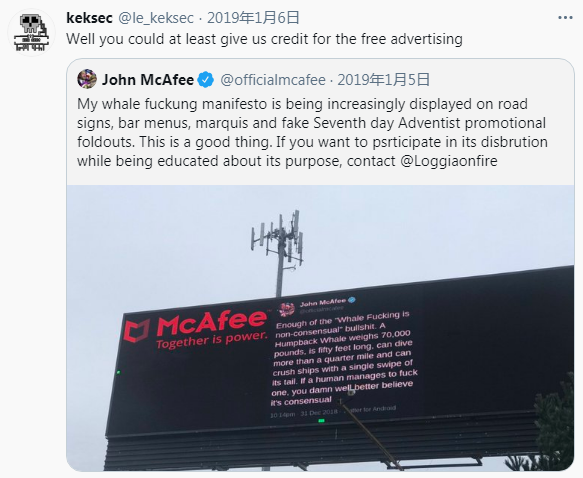 keksec @le_keksec · 2019年1月6日
Well you could at least give us credit for the free advertising
John McAfee @officialmcafee · 2019年1月5日
My whale fuckung manifesto is being increasingly displayed on road
signs, bar menus, marquis and fake Seventh day Adventist promotional
foldouts. This is a good thing. If you want to psrticipate in its disbrution
while being educated about its purpose, contact @Loggiaonfire
McAfee
Together is power.
John McAfee
@officialmcafee
Enough of the "Whale Fucking is
non-consensual" bullshit. A
Humpback Whale weighs 70,000
pounds, is fifty feet long, can dive
more than a quarter mile and can
crush ships with a single swipe of
its tail. If a human manages to fuck
one, you damn well better believe
it's consensual
10:14pm · 31 Dec 2018 · for Android